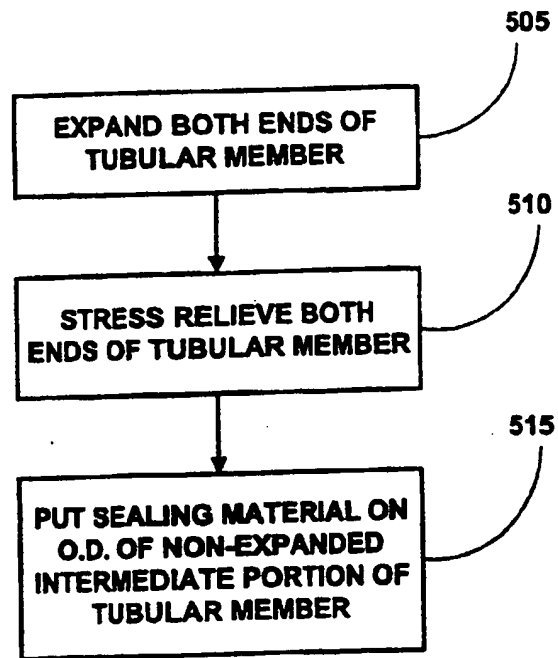 505
EXPAND BOTH ENDS OF
TUBULAR MEMBER
510
STRESS RELIEVE BOTH
ENDS OF TUBULAR MEMBER
515
PUT SEALING MATERIAL ON
O.D. OF NON-EXPANDED
INTERMEDIATE PORTION OF
TUBULAR MEMBER